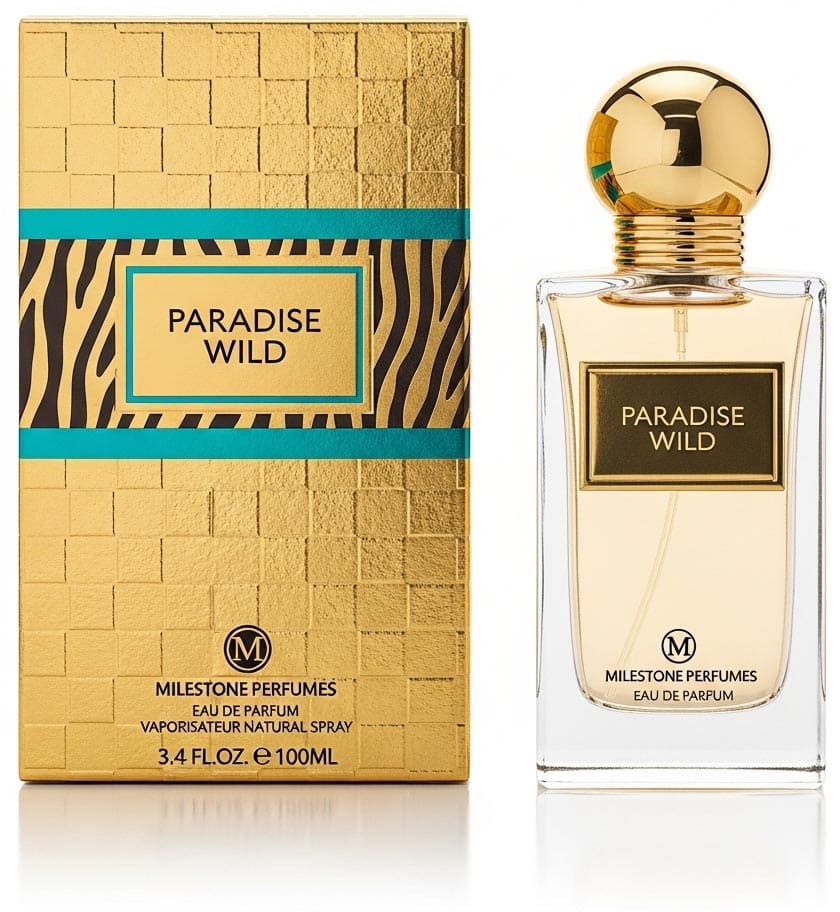 PARADISE
WILD
M
MILESTONE PERFUMES
EAU DE PARFUM
VAPORISATEUR NATURAL SPRAY
3.4 FL.OZ. ℮ 100ML
PARADISE
WILD
M
MILESTONE PERFUMES
EAU DE PARFUM